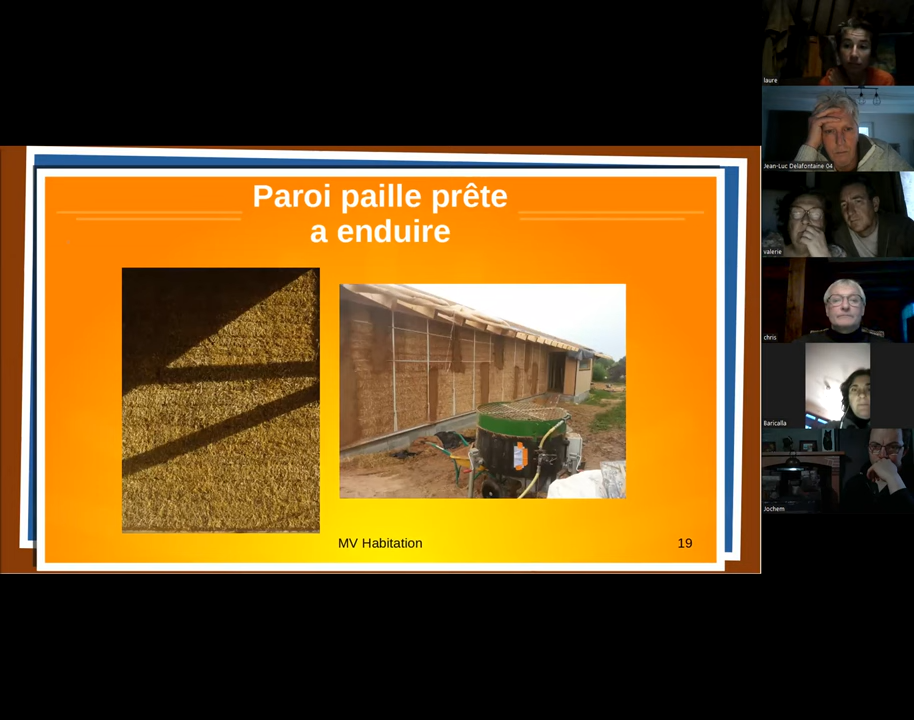 Paroi paille prête
a enduire
MV Habitation
19
laure
Jean-Luc Delafontaine 04
valerie
chris
Baricalla
Jochem